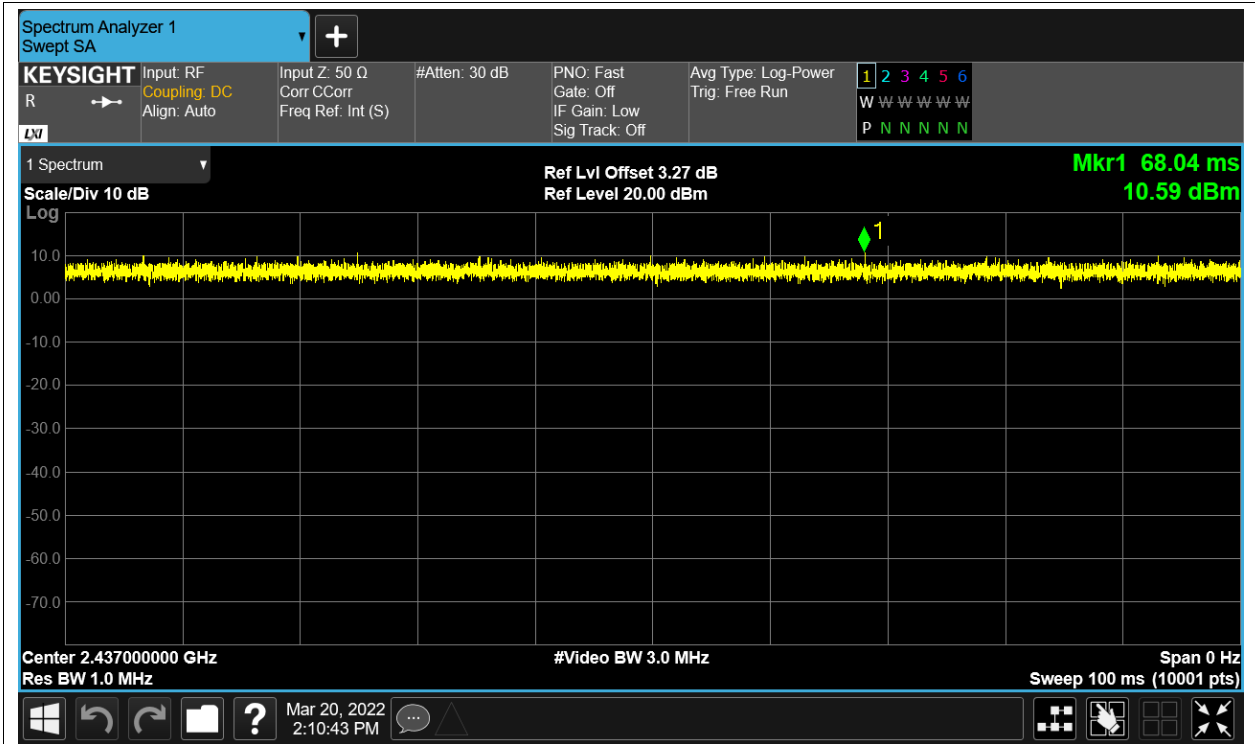 Spectrum Analyzer 1
Swept SA
KEYSIGHT
R
LXI
Input: RF
Coupling: DC
Align: Auto
Input Z: 50 Ω
Corr CCorr
Freq Ref: Int (S)
#Atten: 30 dB
PNO: Fast
Gate: Off
IF Gain: Low
Sig Track: Off
Avg Type: Log-Power
Trig: Free Run
1 2 3 4 5 6
W W W W W W
P N N N N N
1 Spectrum
Scale/Div 10 dB
Log
Ref Lvl Offset 3.27 dB
Ref Level 20.00 dBm
Mkr1 68.04 ms
10.59 dBm
1
10.0
0.00
-10.0
-20.0
-30.0
-40.0
-50.0
-60.0
-70.0
Center 2.437000000 GHz
Res BW 1.0 MHz
#Video BW 3.0 MHz
Span 0 Hz
Sweep 100 ms (10001 pts)
?
Mar 20, 2022
2:10:43 PM